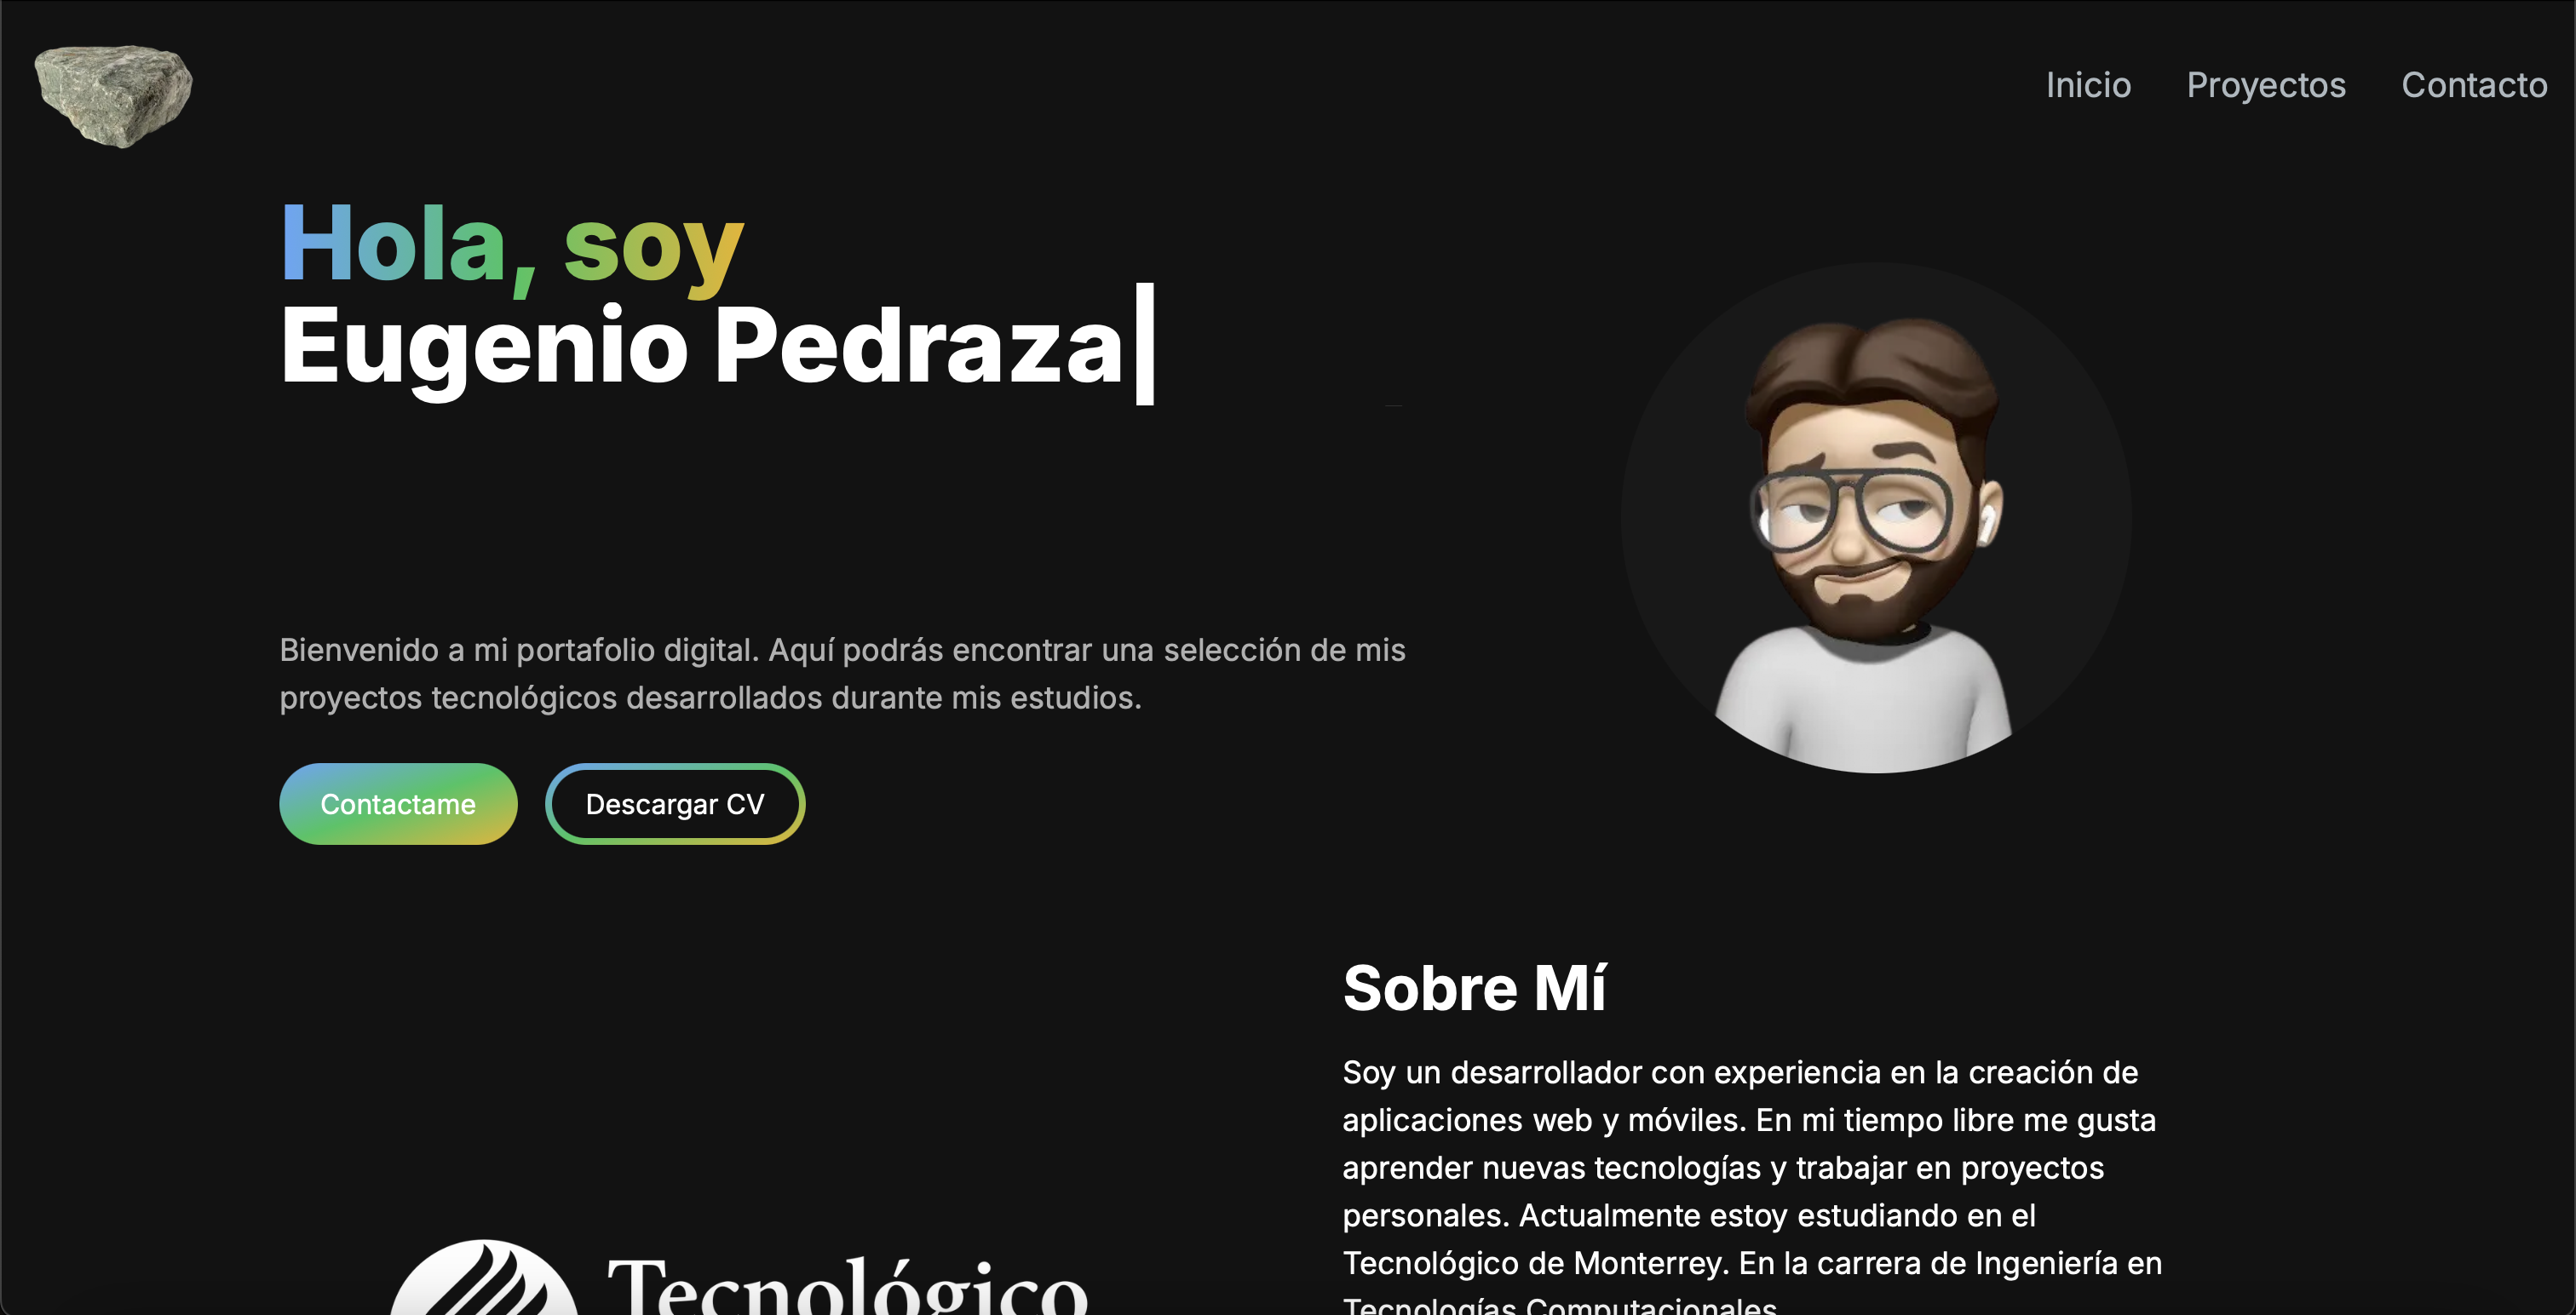 Inicio Proyectos Contacto
Hola, soy
Eugenio Pedraza
Bienvenido a mi portafolio digital. Aquí podrás encontrar una selección de mis
proyectos tecnológicos desarrollados durante mis estudios.
Contactame Descargar CV
Sobre Mí
Soy un desarrollador con experiencia en la creación de
aplicaciones web y móviles. En mi tiempo libre me gusta
aprender nuevas tecnologías y trabajar en proyectos
personales. Actualmente estoy estudiando en el
Tecnológico de Monterrey. En la carrera de Ingeniería en
Tecnologías Computacionales
Tecnológico